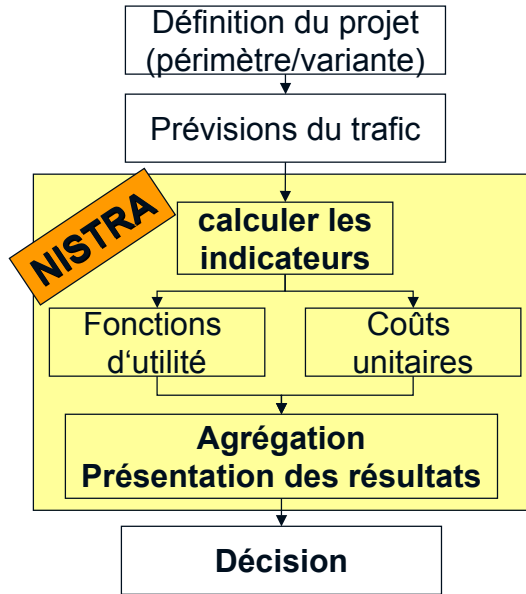 Définition du projet
(périmètre/variante)
Prévisions du trafic
NISTRA
calculer les
indicateurs
Fonctions
d‘utilité
Coûts
unitaires
Agrégation
Présentation des résultats
Décision